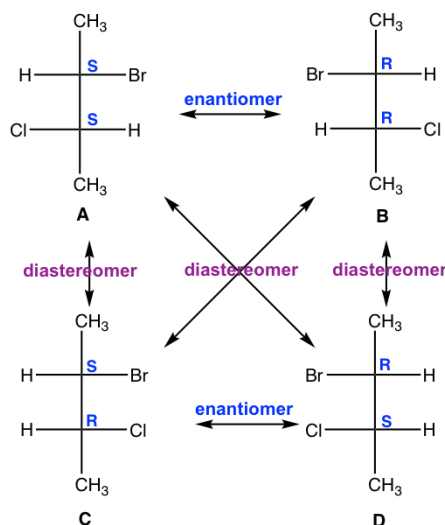 CH3 CH3
H S Br Br R H
enantiomer
Cl S H H R Cl
CH3 CH3
A B
diastereomer diastereomer diastereomer
CH3 CH3
H S Br Br R H
enantiomer
H R Cl Cl S H
CH3 CH3
C D